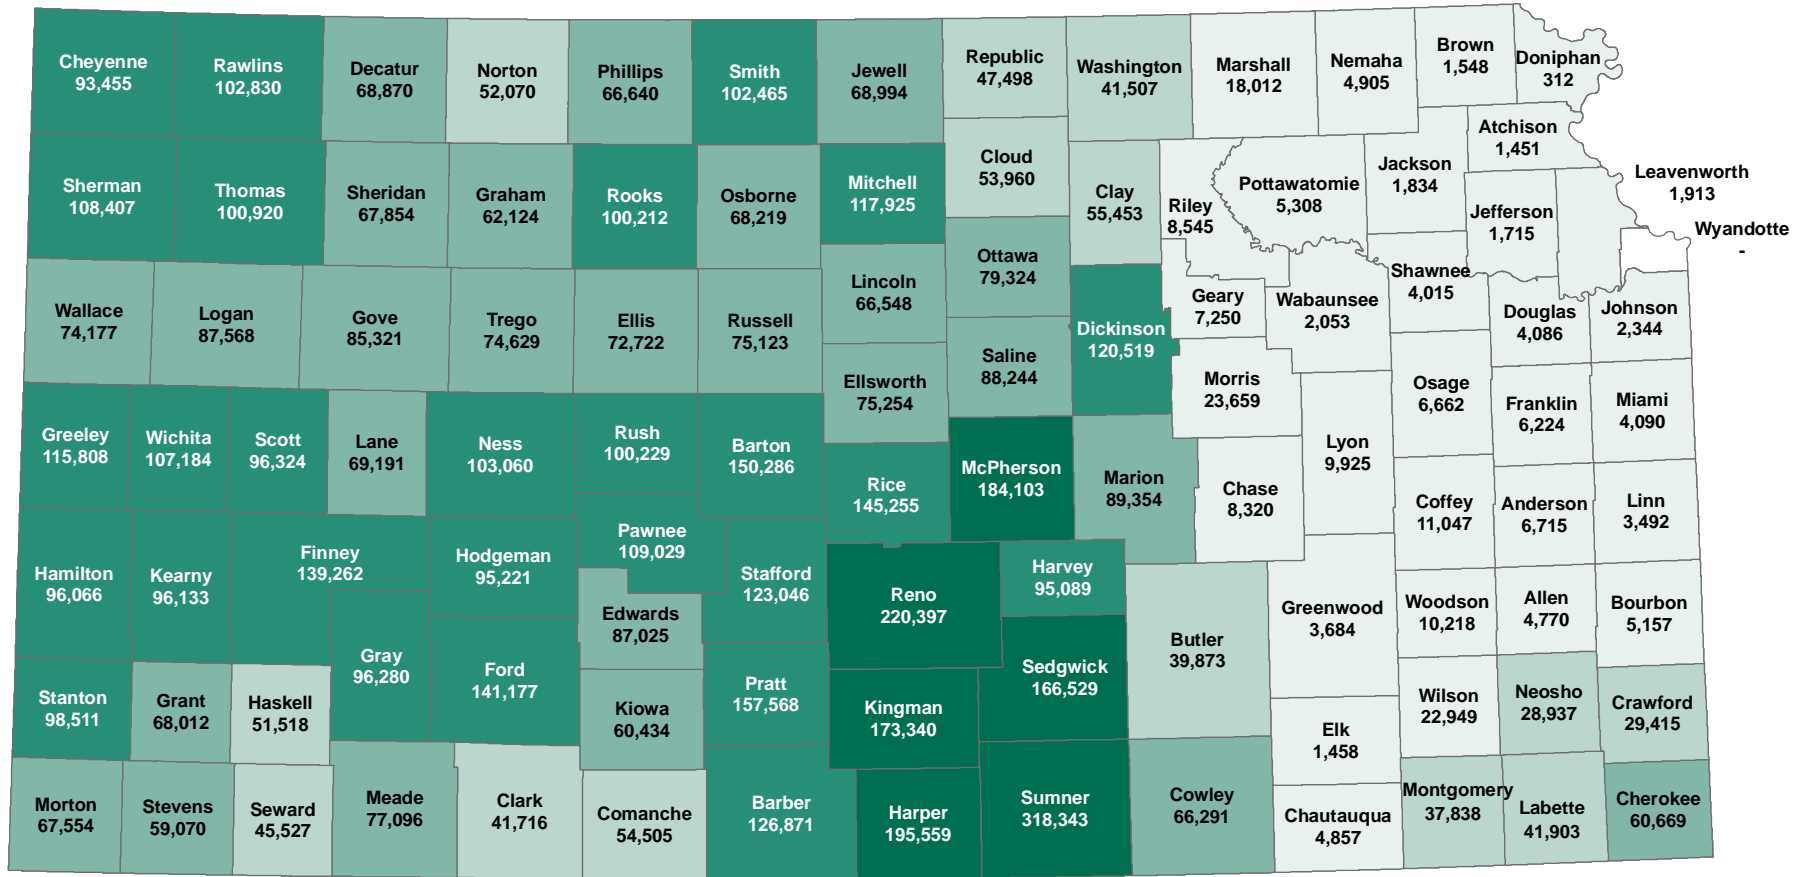 Cheyenne
93,455
Rawlins
102,830
Decatur
68,870
Norton
52,070
Phillips
66,640
Smith
102,465
Jewell
68,994
Republic
47,498
Washington
41,507
Marshall
18,012
Nemaha
4,905
Brown
1,548
Doniphan
312
Sherman
108,407
Thomas
100,920
Sheridan
67,854
Graham
62,124
Rooks
100,212
Osborne
68,219
Mitchell
117,925
Cloud
53,960
Clay
55,453
Riley
8,545
Pottawatomie
5,308
Jackson
1,834
Atchison
1,451
Jefferson
1,715
Leavenworth
1,913
Wyandotte
-
Wallace
74,177
Logan
87,568
Gove
85,321
Trego
74,629
Ellis
72,722
Russell
75,123
Lincoln
66,548
Ottawa
79,324
Dickinson
120,519
Geary
7,250
Wabaunsee
2,053
Shawnee
4,015
Douglas
4,086
Johnson
2,344
Ellsworth
75,254
Saline
88,244
Morris
23,659
Osage
6,662
Franklin
6,224
Miami
4,090
Greeley
115,808
Wichita
107,184
Scott
96,324
Lane
69,191
Ness
103,060
Rush
100,229
Barton
150,286
Rice
145,255
McPherson
184,103
Marion
89,354
Chase
8,320
Lyon
9,925
Coffey
11,047
Anderson
6,715
Linn
3,492
Hamilton
96,066
Kearny
96,133
Finney
139,262
Hodgeman
95,221
Pawnee
109,029
Stafford
123,046
Edwards
87,025
Reno
220,397
Harvey
95,089
Butler
39,873
Greenwood
3,684
Woodson
10,218
Allen
4,770
Bourbon
5,157
Stanton
98,511
Grant
68,012
Haskell
51,518
Gray
96,280
Ford
141,177
Kiowa
60,434
Pratt
157,568
Kingman
173,340
Sedgwick
166,529
Elk
1,458
Wilson
22,949
Neosho
28,937
Crawford
29,415
Morton
67,554
Stevens
59,070
Seward
45,527
Meade
77,096
Clark
41,716
Comanche
54,505
Barber
126,871
Harper
195,559
Sumner
318,343
Cowley
66,291
Chautauqua
4,857
Montgomery
37,838
Labette
41,903
Cherokee
60,669